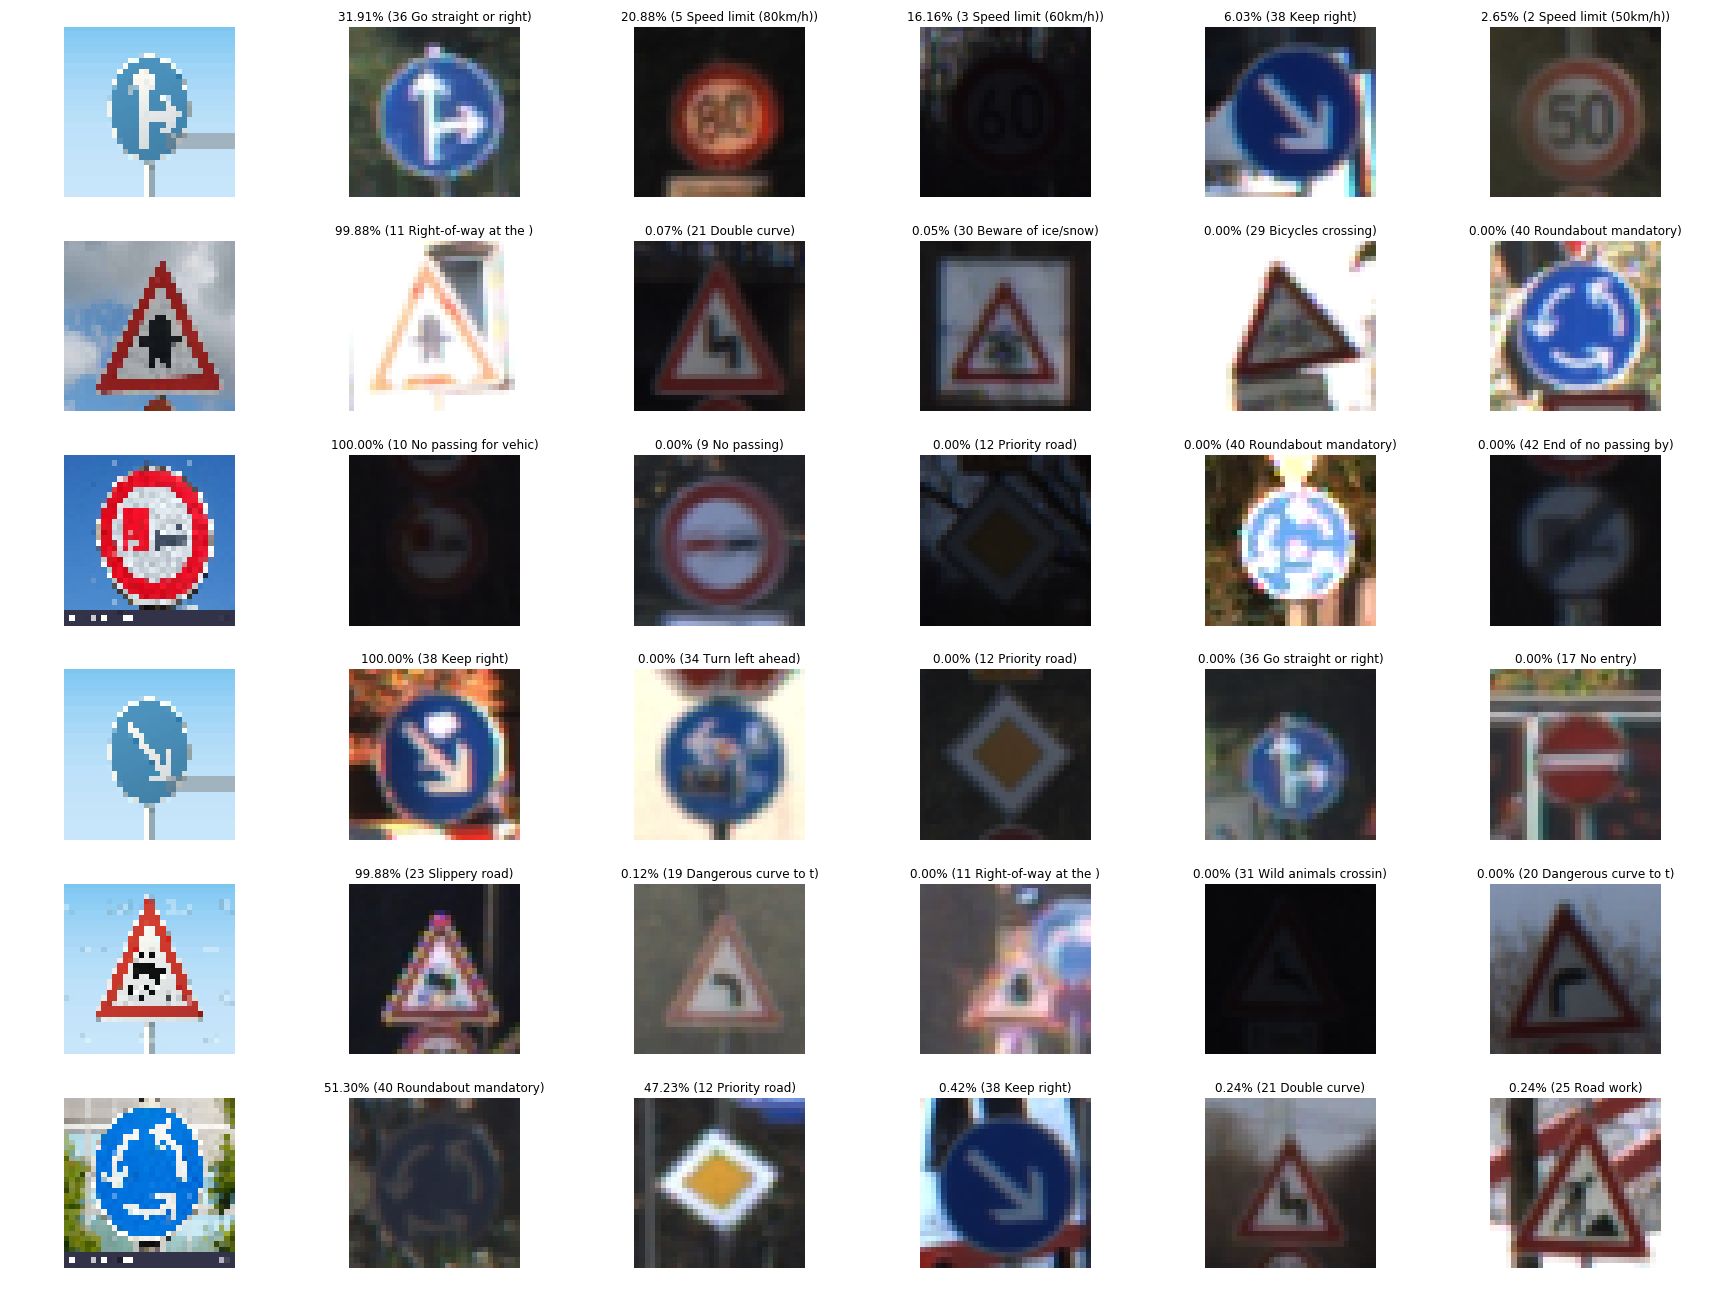 31.91% (36 Go straight or right)
20.88% (5 Speed limit (80km/h))
16.16% (3 Speed limit (60km/h))
6.03% (38 Keep right)
2.65% (2 Speed limit (50km/h))
80
60
50
99.88% (11 Right-of-way at the )
0.07% (21 Double curve)
0.05% (30 Beware of ice/snow)
0.00% (29 Bicycles crossing)
0.00% (40 Roundabout mandatory)
100.00% (10 No passing for vehic)
0.00% (9 No passing)
0.00% (12 Priority road)
0.00% (40 Roundabout mandatory)
0.00% (42 End of no passing by)
100.00% (38 Keep right)
0.00% (34 Turn left ahead)
0.00% (12 Priority road)
0.00% (36 Go straight or right)
0.00% (17 No entry)
99.88% (23 Slippery road)
0.12% (19 Dangerous curve to t)
0.00% (11 Right-of-way at the )
0.00% (31 Wild animals crossin)
0.00% (20 Dangerous curve to t)
51.30% (40 Roundabout mandatory)
47.23% (12 Priority road)
0.42% (38 Keep right)
0.24% (21 Double curve)
0.24% (25 Road work)